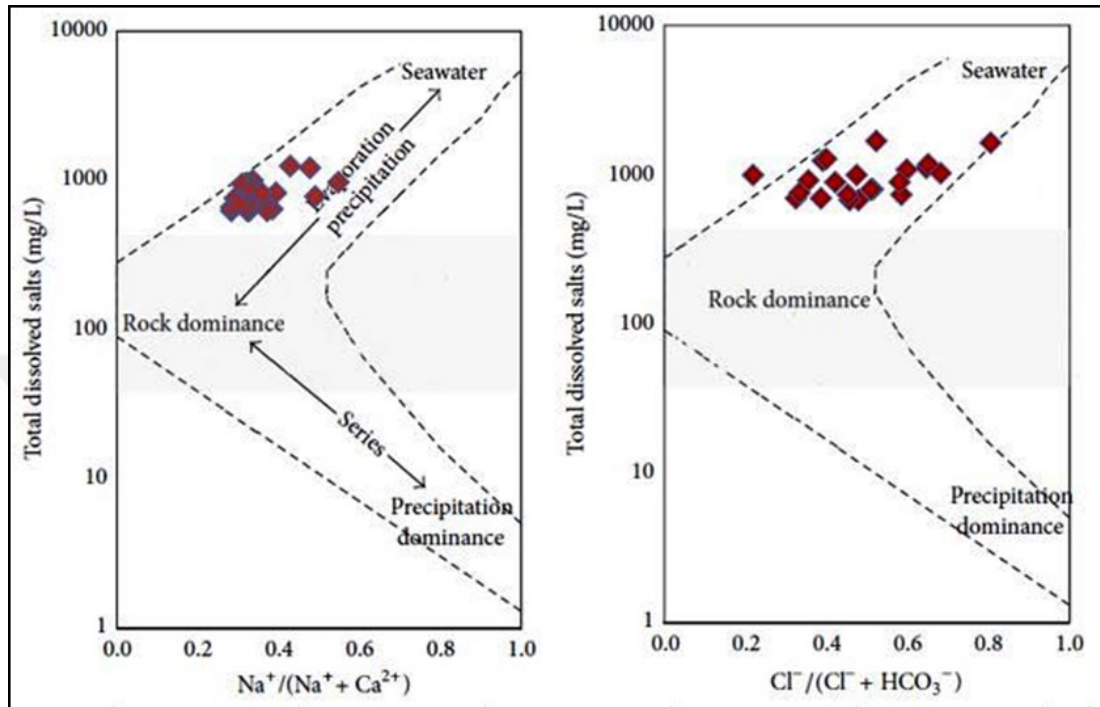 10000
1000
100
10
1
Total dissolved salts (mg/L)
Seawater
Evaporation
precipitation
Rock dominance
Series
Precipitation
dominance
0.0 0.2 0.4 0.6 0.8 1.0
Na⁺/(Na⁺ + Ca²⁺)
10000
1000
100
10
1
Total dissolved salts (mg/L)
Seawater
Rock dominance
Precipitation
dominance
0.0 0.2 0.4 0.6 0.8 1.0
Cl⁻/(Cl⁻ + HCO₃⁻)